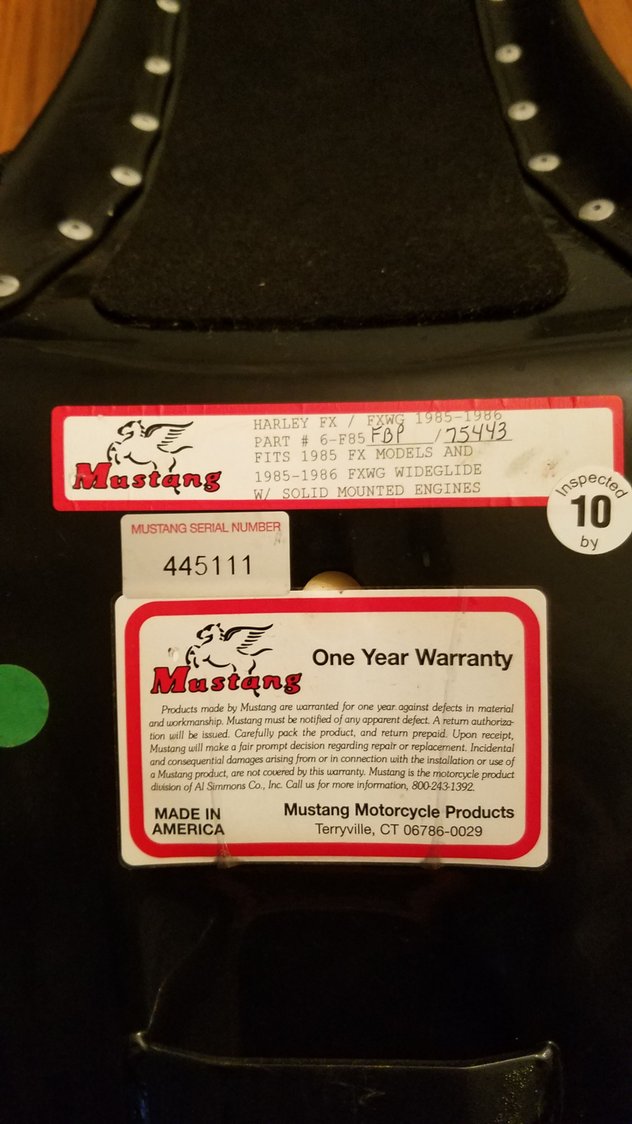 HARLEY FX / FXWG 1985-1986
PART # 6-F85 FBP / 75443
FITS 1985 FX MODELS AND
1985-1986 FXWG WIDEGLIDE
W/ SOLID MOUNTED ENGINES
Mustang
Inspected
10
by
MUSTANG SERIAL NUMBER
445111
Mustang
One Year Warranty
Products made by Mustang are warranted for one year against defects in material
and workmanship. Mustang must be notified of any apparent defect. A return authoriza-
tion will be issued. Carefully pack the product, and return prepaid. Upon receipt,
Mustang will make a fair prompt decision regarding repair or replacement. Incidental
and consequential damages arising from or in connection with the installation or use of
a Mustang product, are not covered by this warranty. Mustang is the motorcycle product
division of Al Simmons Co., Inc. Call us for more information, 800-243-1392.
MADE IN
AMERICA
Mustang Motorcycle Products
Terryville, CT 06786-0029